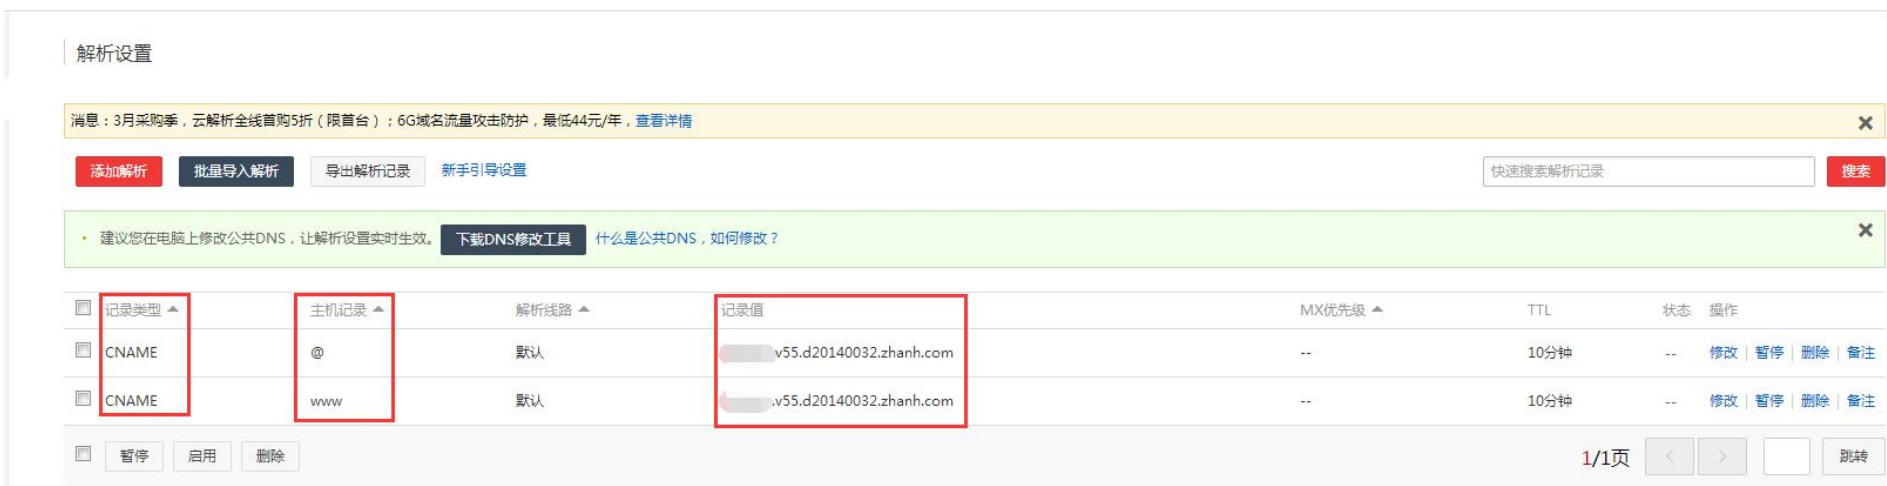 解析设置
消息：3月采购季，云解析全线首购5折（限首台）；6G域名流量攻击防护，最低44元/年，查看详情
添加解析 批量导入解析 导出解析记录 新手引导设置 快速搜索解析记录 搜索
• 建议您在电脑上修改公共DNS，让解析设置实时生效。 下载DNS修改工具 什么是公共DNS，如何修改？
记录类型 主机记录 解析线路 记录值 MX优先级 TTL 状态 操作
CNAME @ 默认 v55.d20140032.zhanh.com -- 10分钟 -- 修改 | 暂停 | 删除 | 备注
CNAME www 默认 .v55.d20140032.zhanh.com -- 10分钟 -- 修改 | 暂停 | 删除 | 备注
暂停 启用 删除 1/1页 < > 跳转